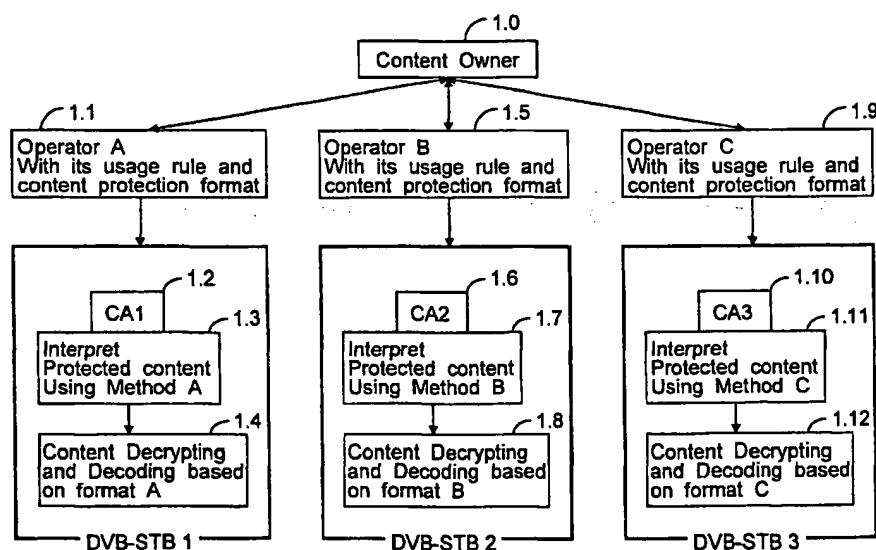 1.0
Content Owner
1.1
Operator A
With its usage rule and
content protection format
1.5
Operator B
With its usage rule and
content protection format
1.9
Operator C
With its usage rule and
content protection format
1.2
CA1
1.3
Interpret
Protected content
Using Method A
1.4
Content Decrypting
and Decoding based
on format A
DVB-STB 1
1.6
CA2
1.7
Interpret
Protected content
Using Method B
1.8
Content Decrypting
and Decoding based
on format B
DVB-STB 2
1.10
CA3
1.11
Interpret
Protected content
Using Method C
1.12
Content Decrypting
and Decoding based
on format C
DVB-STB 3